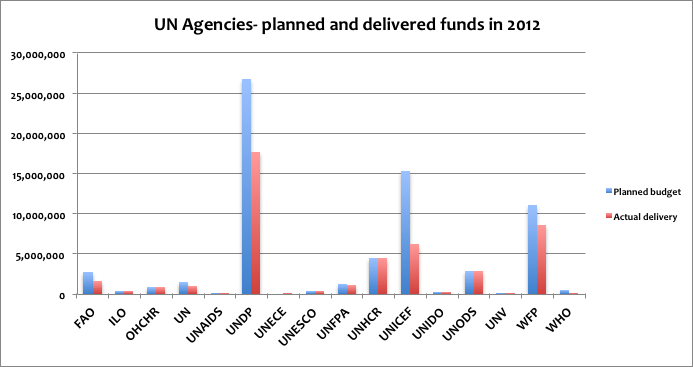 UN Agencies- planned and delivered funds in 2012
30,000,000
25,000,000
20,000,000
15,000,000
10,000,000
5,000,000
0
Planned budget
Actual delivery
FAO
ILO
OHCHR
UN
UNAIDS
UNDP
UNECE
UNESCO
UNFPA
UNHCR
UNICEF
UNIDO
UNODS
UNV
WFP
WHO